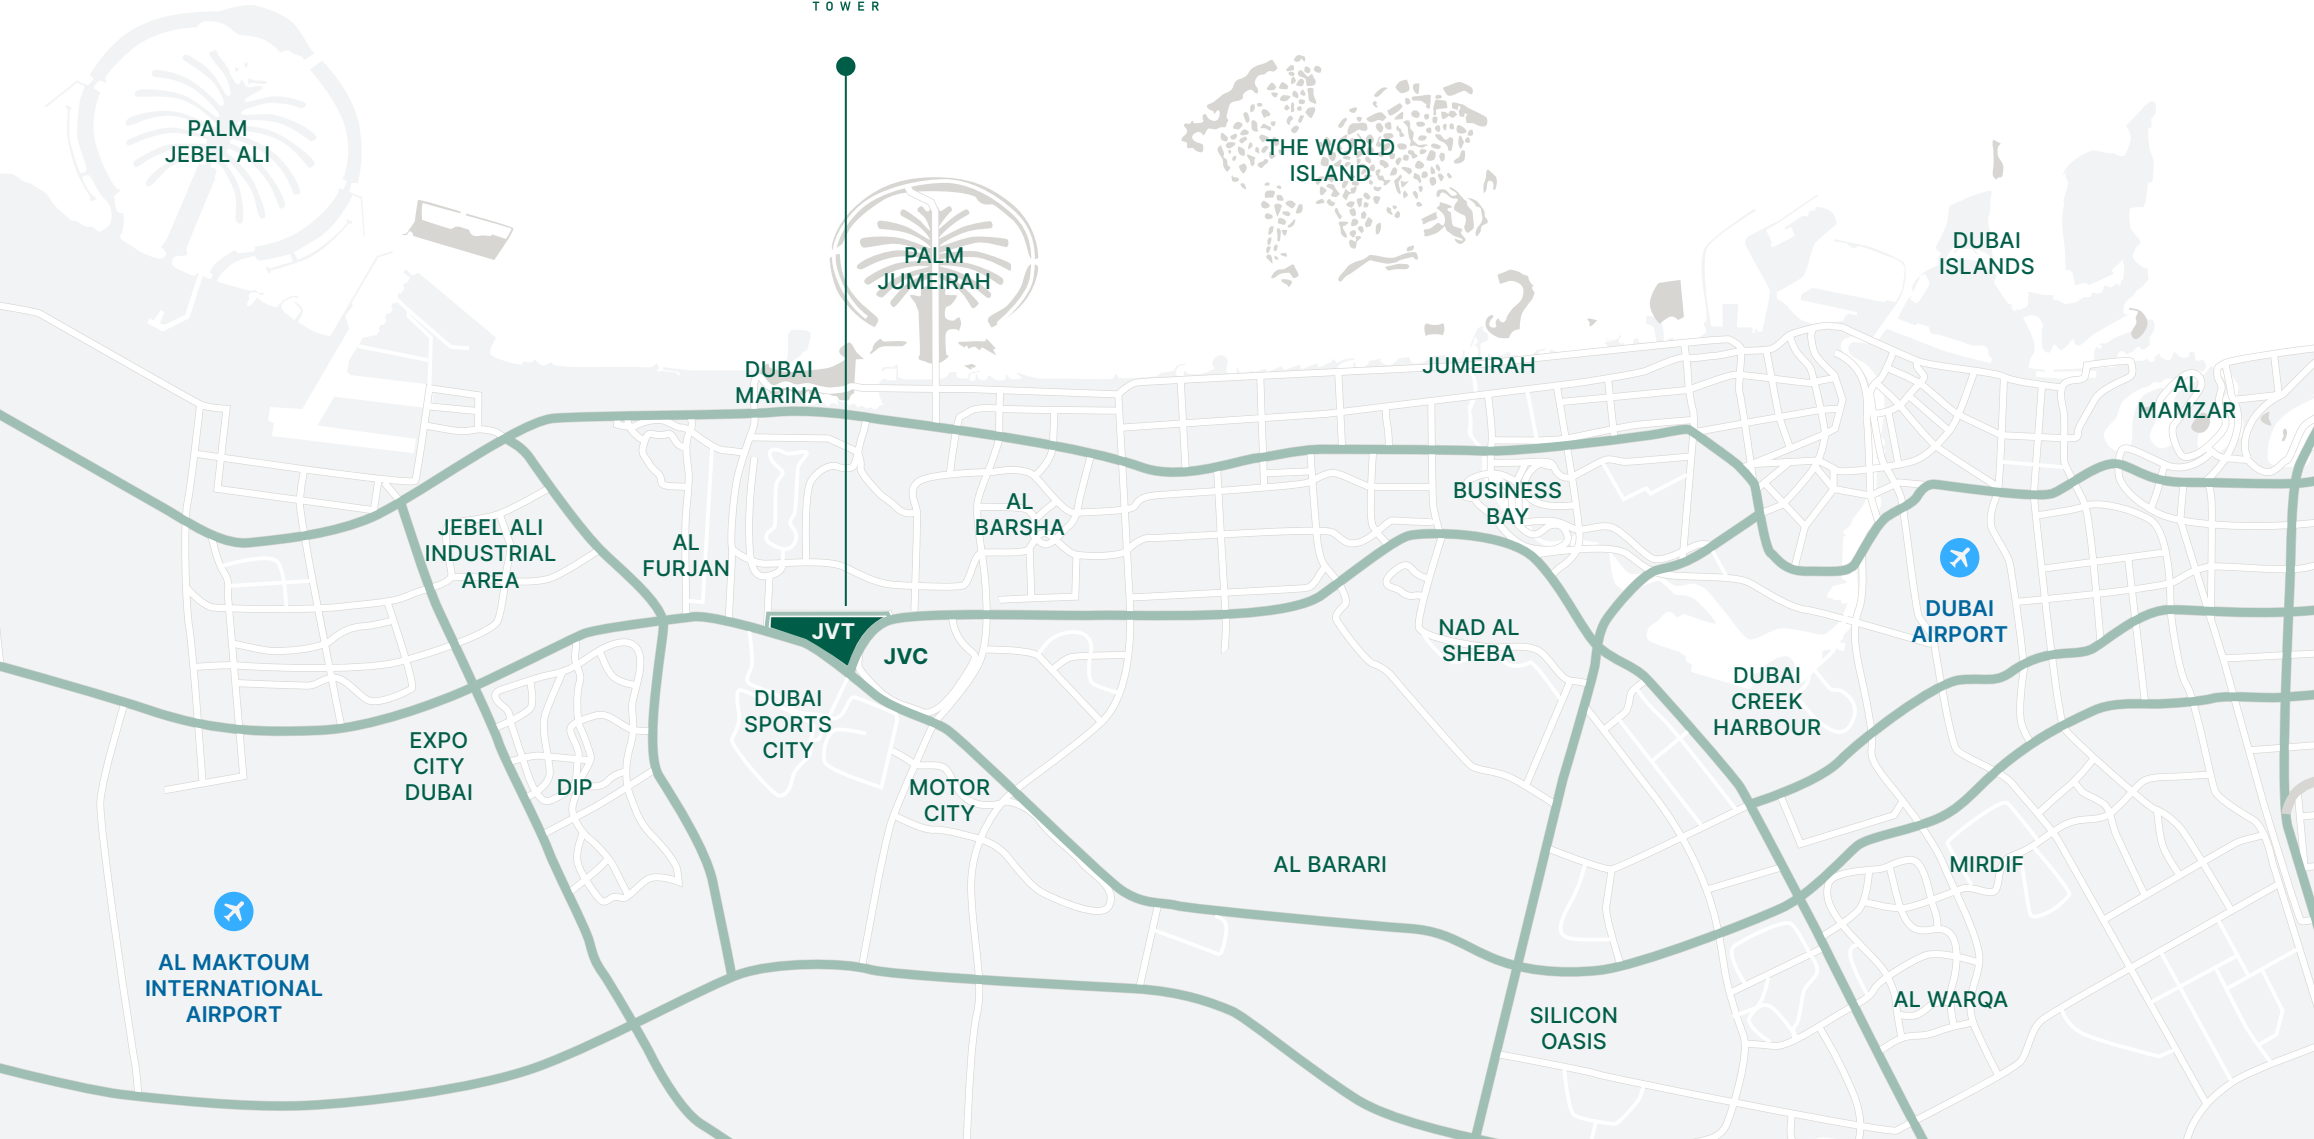 TOWER
PALM
JEBEL ALI
THE WORLD
ISLAND
DUBAI
ISLANDS
PALM
JUMEIRAH
DUBAI
MARINA
JUMEIRAH
AL
MAMZAR
AL
BARSHA
BUSINESS
BAY
JEBEL ALI
INDUSTRIAL
AREA
AL
FURJAN
DUBAI
AIRPORT
JVT
JVC
NAD AL
SHEBA
DUBAI
CREEK
HARBOUR
DUBAI
SPORTS
CITY
EXPO
CITY
DUBAI
DIP
MOTOR
CITY
AL BARARI
MIRDIF
AL MAKTOUM
INTERNATIONAL
AIRPORT
AL WARQA
SILICON
OASIS